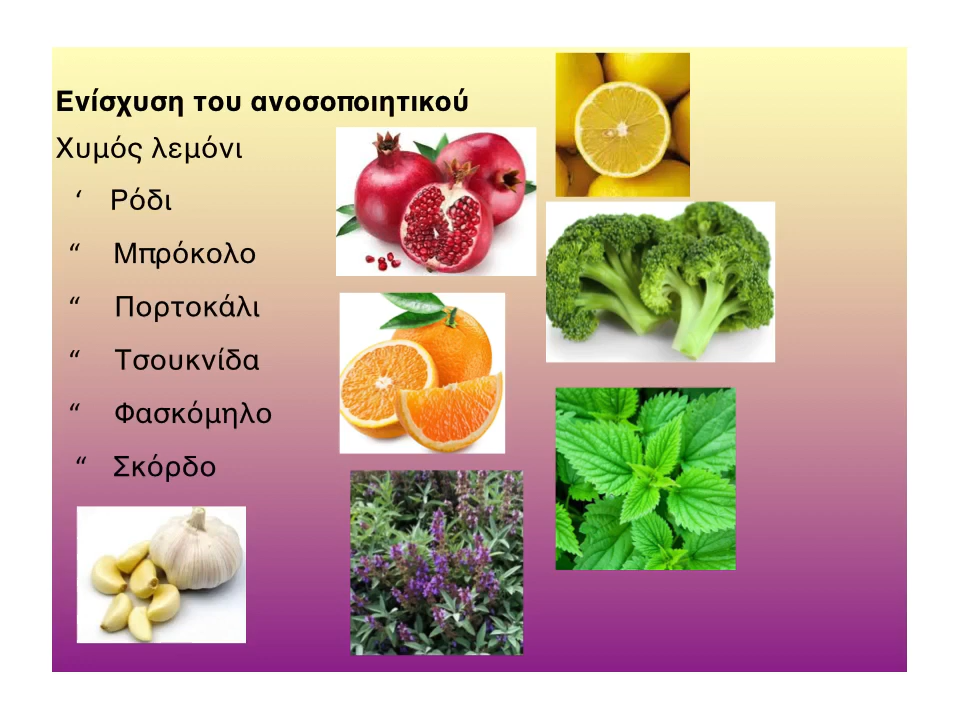 Ενίσχυση του ανοσοποιητικού
Χυμός λεμόνι
‘ Ρόδι
“ Μπρόκολο
“ Πορτοκάλι
“ Τσουκνίδα
“ Φασκόμηλο
“ Σκόρδο